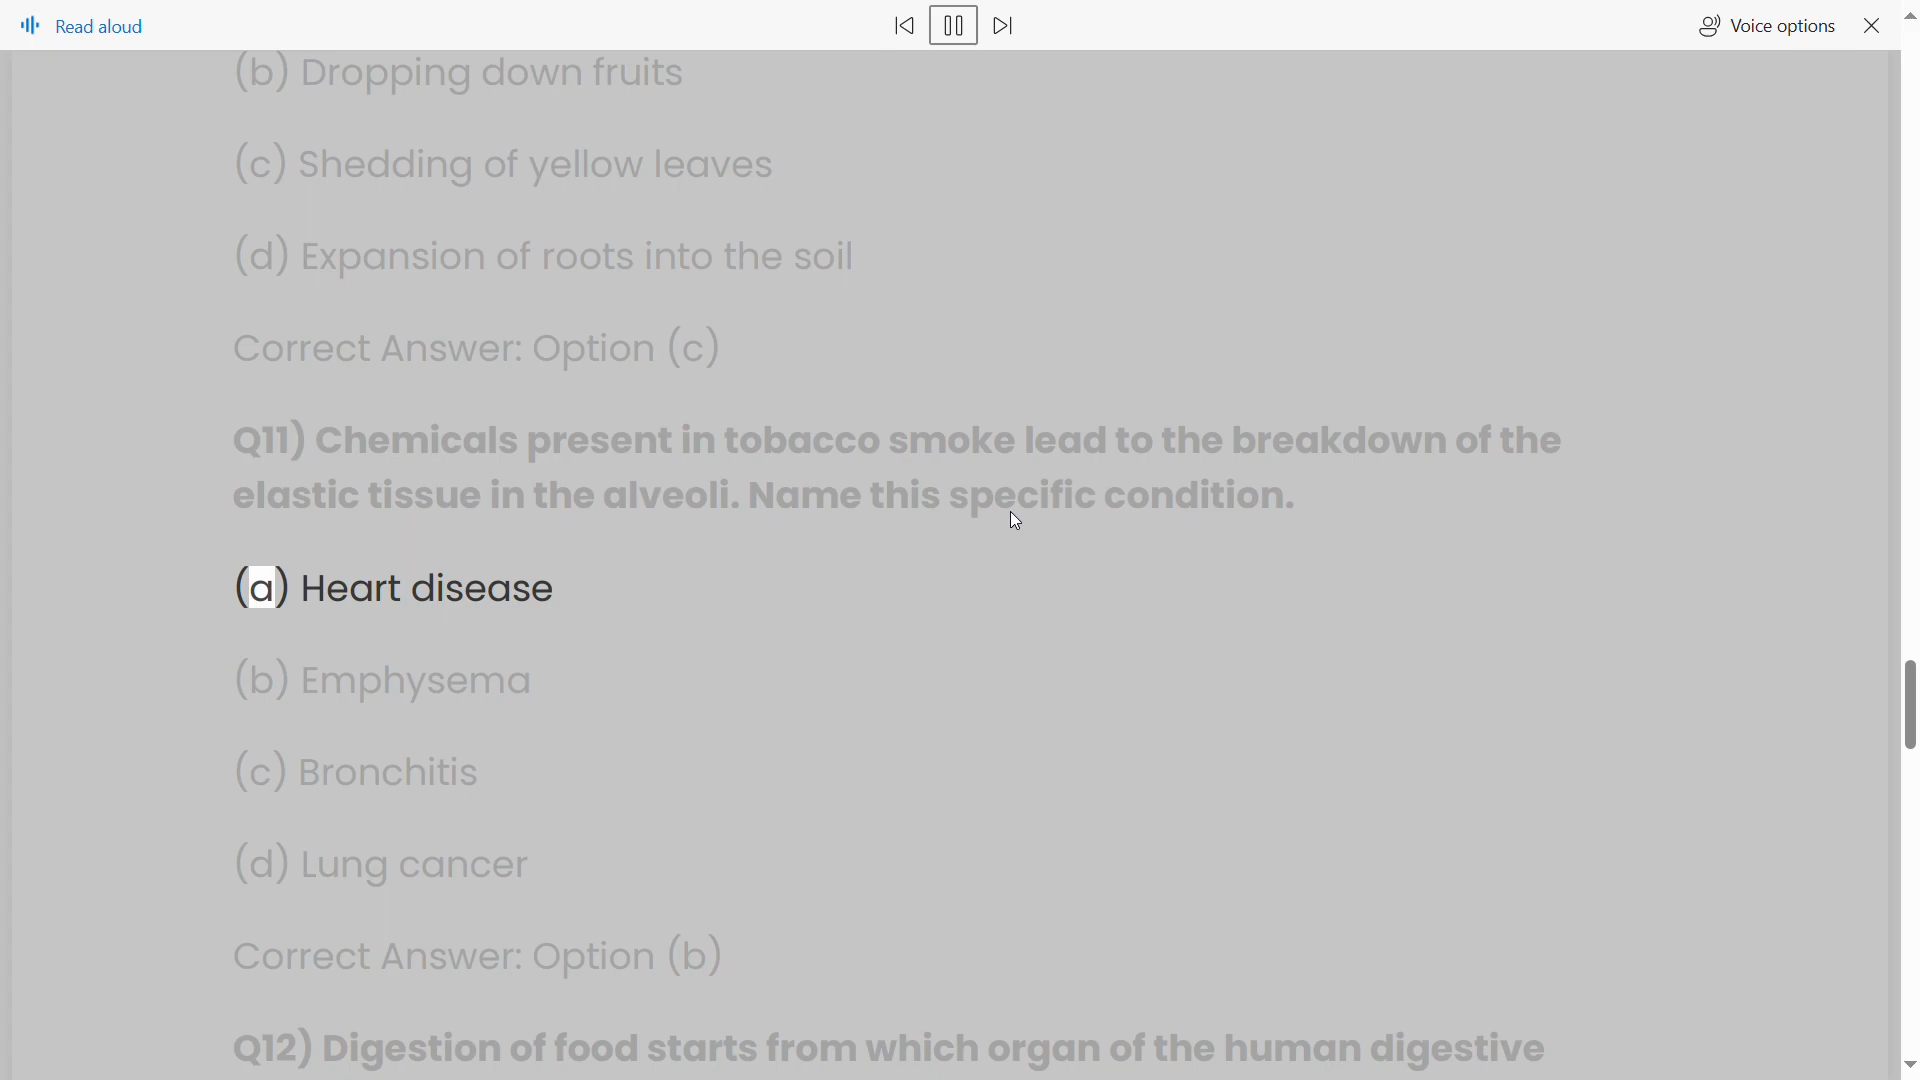 Read aloud
Voice options
(b) Dropping down fruits
(c) Shedding of yellow leaves
(d) Expansion of roots into the soil
Correct Answer: Option (c)
Q11) Chemicals present in tobacco smoke lead to the breakdown of the
elastic tissue in the alveoli. Name this specific condition.
(a) Heart disease
(b) Emphysema
(c) Bronchitis
(d) Lung cancer
Correct Answer: Option (b)
Q12) Digestion of food starts from which organ of the human digestive